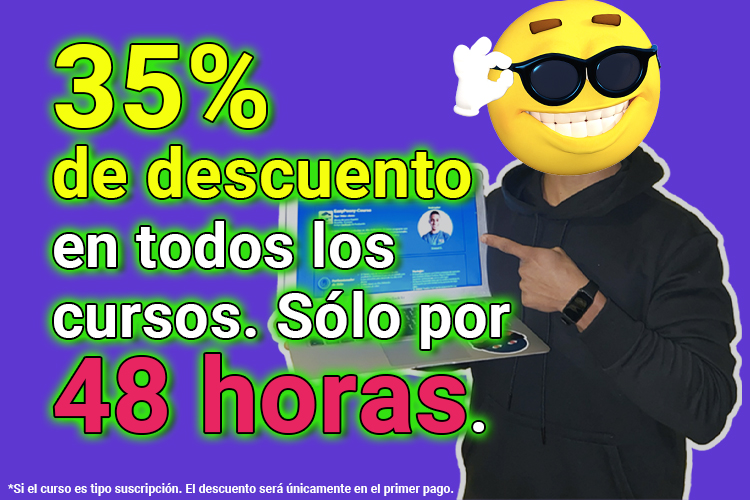 35%
de descuento
en todos los
cursos. Sólo por
48 horas.
*Si el curso es tipo suscripción. El descuento será únicamente en el primer pago.